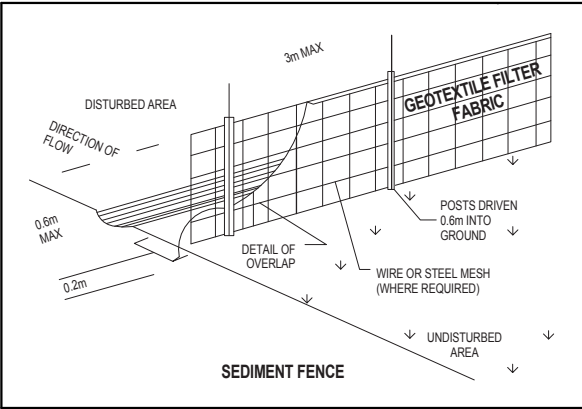 3m MAX
DISTURBED AREA
DIRECTION OF
FLOW
GEOTEXTILE FILTER
FABRIC
0.6m
MAX
0.2m
DETAIL OF
OVERLAP
POSTS DRIVEN
0.6m INTO
GROUND
WIRE OR STEEL MESH
(WHERE REQUIRED)
UNDISTURBED
AREA
SEDIMENT FENCE